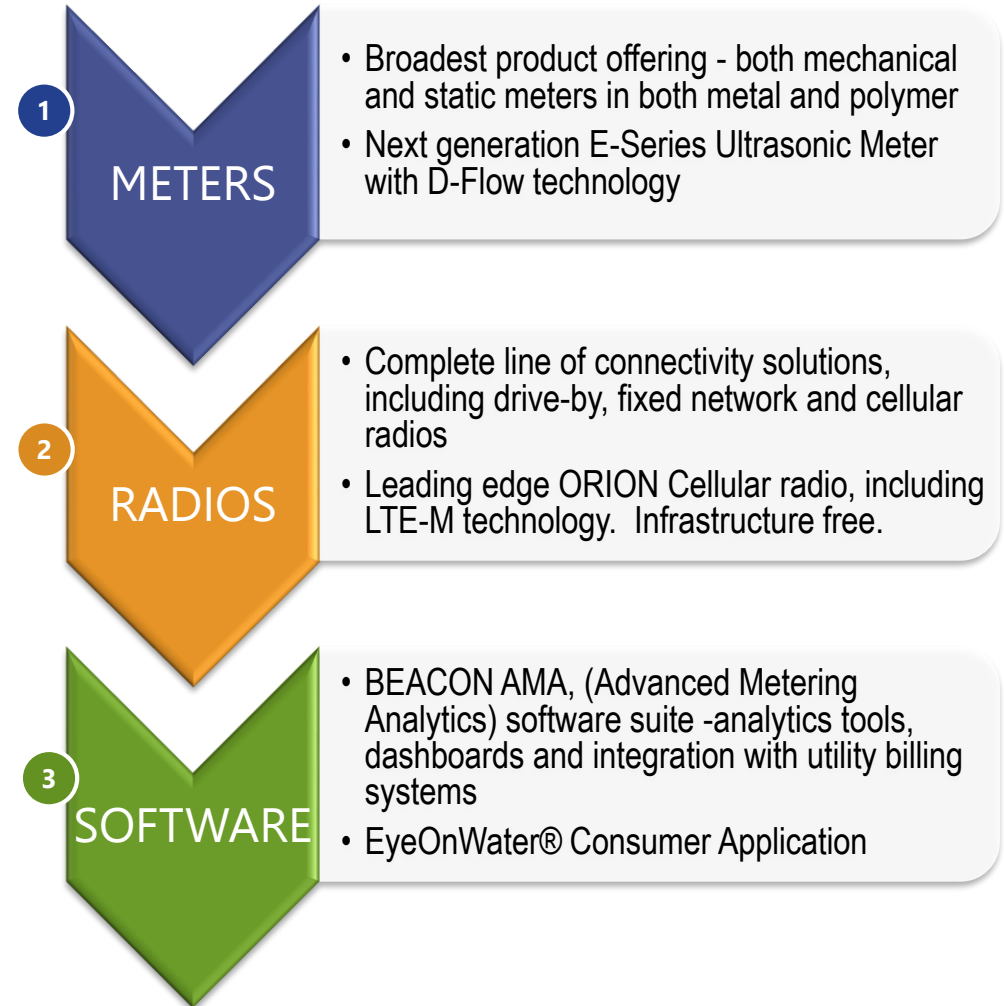 1
METERS
• Broadest product offering - both mechanical
and static meters in both metal and polymer
• Next generation E-Series Ultrasonic Meter
with D-Flow technology
2
RADIOS
• Complete line of connectivity solutions,
including drive-by, fixed network and cellular
radios
• Leading edge ORION Cellular radio, including
LTE-M technology.  Infrastructure free.
3
SOFTWARE
• BEACON AMA, (Advanced Metering
Analytics) software suite -analytics tools,
dashboards and integration with utility billing
systems
• EyeOnWater® Consumer Application